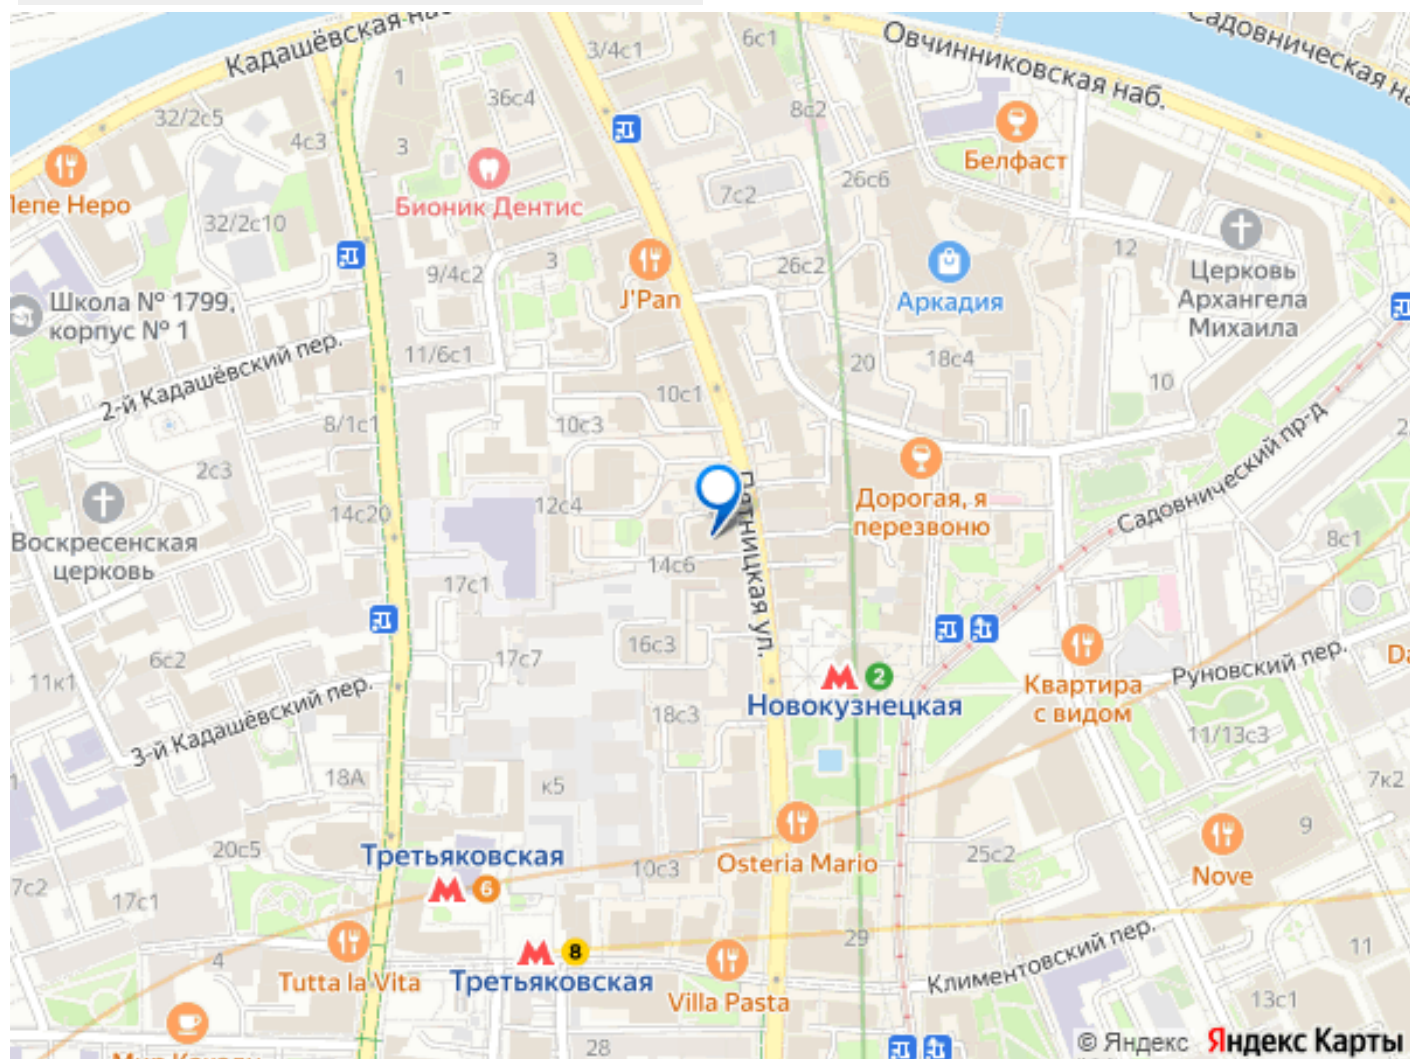 Кадашёвская наб
3/4с1
6с1
Овчинниковская наб.
Садовническая на
1
36с4
8с2
32/2с5
4с3
3
Белфаст
Бионик Дентис
7с2
26с6
Пепе Неро
32/2с10
12
9/4с2
3
26с2
Церковь
Архангела
Михаила
J'Pan
Аркадия
Школа № 1799,
корпус № 1
11/6с1
20
18с4
2-й Кадашёвский пер.
10с1
10
8/1с1
10с3
2с3
Садовнический пр-д
14с20
12с4
Дорогая, я
перезвоню
Воскресенская
церковь
8с1
Пятницкая ул.
14с6
17с1
16с3
6с2
17с7
11к1
2
Новокузнецкая
Квартира
с видом
Руновский пер.
Da
3-й Кадашёвский пер.
18с3
11/13с3
18А
к5
7к2
9
Третьяковская
6
20с5
10с3
Osteria Mario
25с2
Nove
7с2
17с1
8
29
4
Tutta la Vita
Третьяковская
Villa Pasta
Климентовский пер.
11
13с1
28
© Яндекс Яндекс Карты